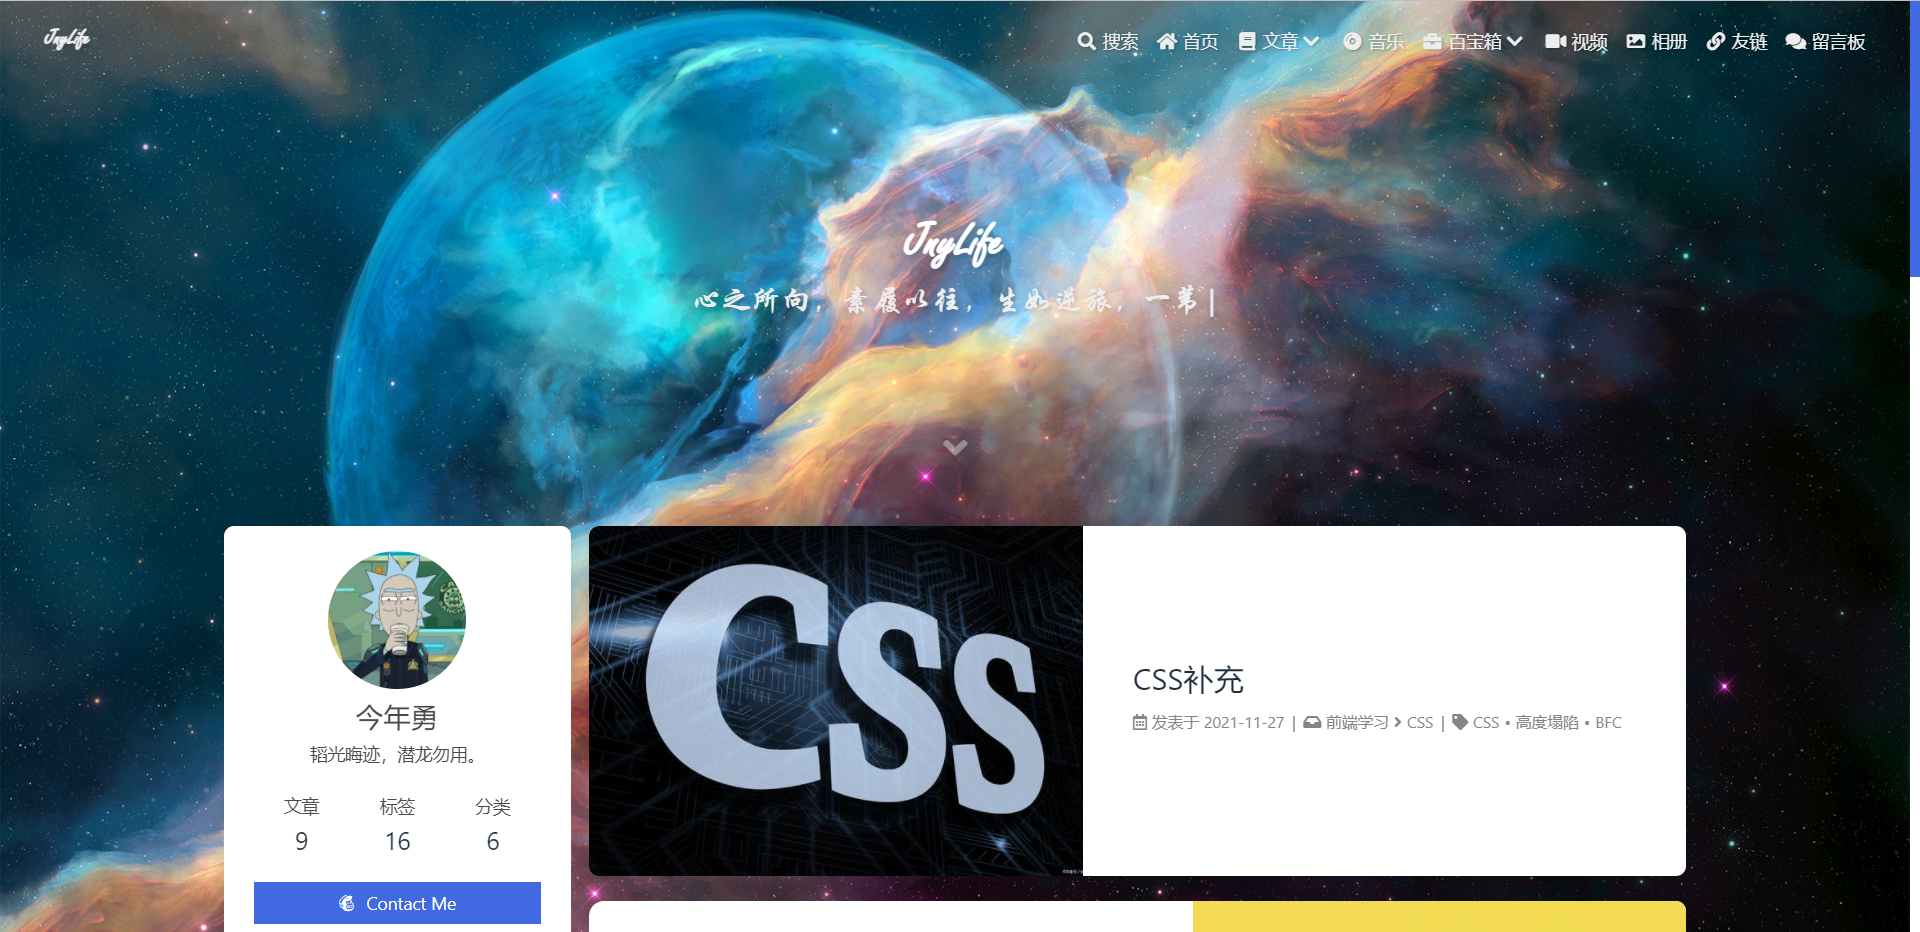 JnyLife
搜索 首页 文章 音乐 百宝箱 视频 相册 友链 留言板
JnyLife
心之所向，素履以往，生如逆旅，一苇|
今年勇
韬光晦迹，潜龙勿用。
文章 标签 分类
9 16 6
Contact Me
CSS
CSS补充
发表于 2021-11-27 | 前端学习 > CSS | CSS • 高度塌陷 • BFC